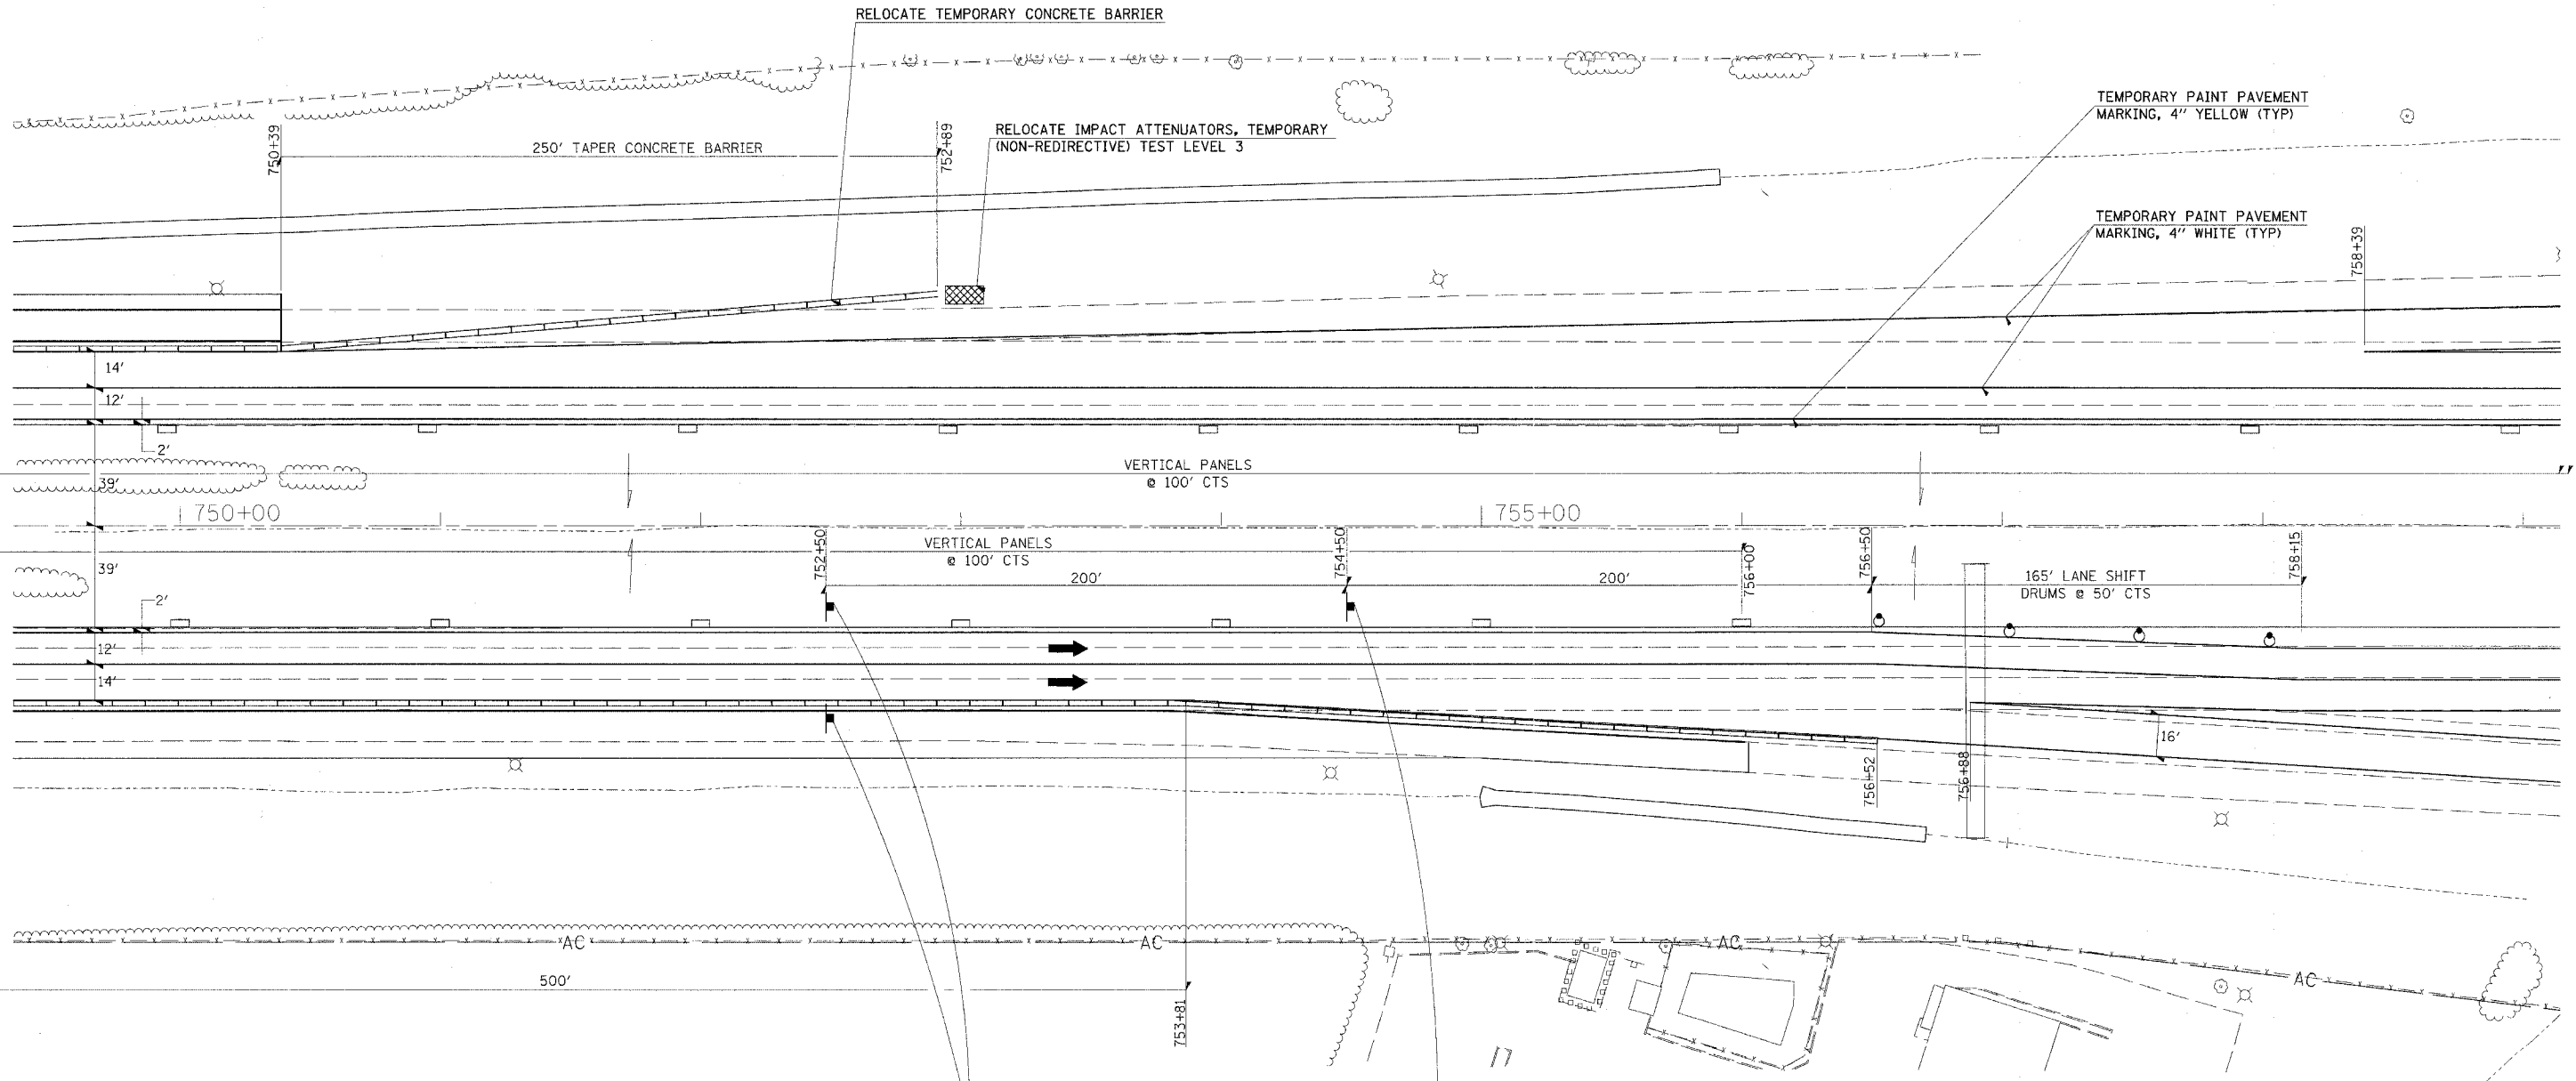 RELOCATE TEMPORARY CONCRETE BARRIER
TEMPORARY PAINT PAVEMENT
MARKING, 4" YELLOW (TYP)
750+39
250' TAPER CONCRETE BARRIER
752+89
RELOCATE IMPACT ATTENUATORS, TEMPORARY
(NON-REDIRECTIVE) TEST LEVEL 3
TEMPORARY PAINT PAVEMENT
MARKING, 4" WHITE (TYP)
758+39
14'
12'
2'
VERTICAL PANELS
@ 100' CTS
39'
750+00
755+00
VERTICAL PANELS
@ 100' CTS
39'
752+50
200'
754+50
200'
756+00
756+50
165' LANE SHIFT
DRUMS @ 50' CTS
758+15
2'
12'
14'
16'
756+52
756+88
AC
AC
AC
AC
500'
753+81